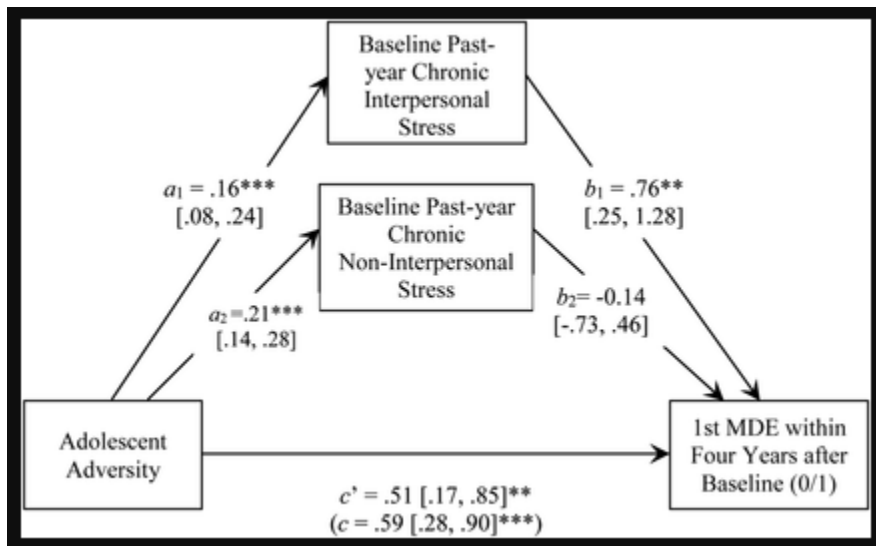 Baseline Past-
year Chronic
Interpersonal
Stress
a1 = .16***
[.08, .24]
b1 = .76**
[.25, 1.28]
Baseline Past-year
Chronic
Non-Interpersonal
Stress
a2 =.21***
[.14, .28]
b2= -0.14
[-.73, .46]
Adolescent
Adversity
1st MDE within
Four Years after
Baseline (0/1)
c’ = .51 [.17, .85]**
(c = .59 [.28, .90]***)